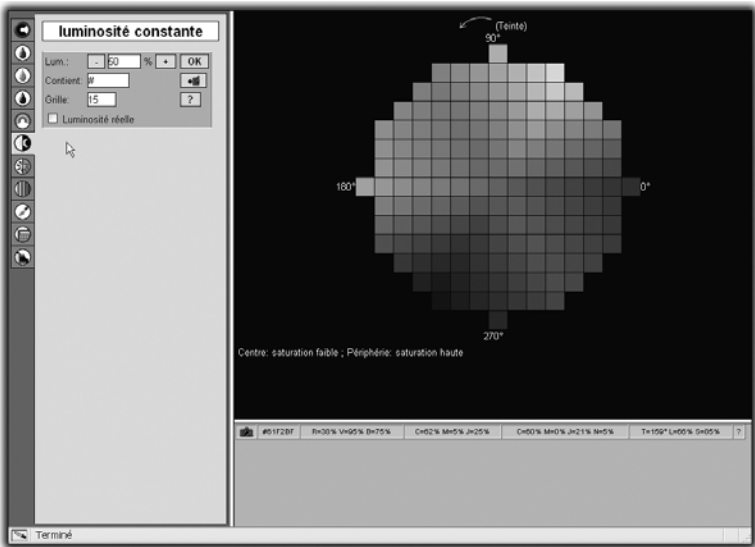 luminosité constante
Lum.: - 60 % + OK
Contient: #
Grille: 15 ?
Luminosité réelle
(Teinte)
90°
180°
0°
270°
Centre: saturation faible ; Périphérie: saturation haute
#61F2BF R=38% V=95% B=75% C=62% M=5% J=25% C=60% M=0% J=21% N=5% T=159° L=66% S=85% ?
Terminé